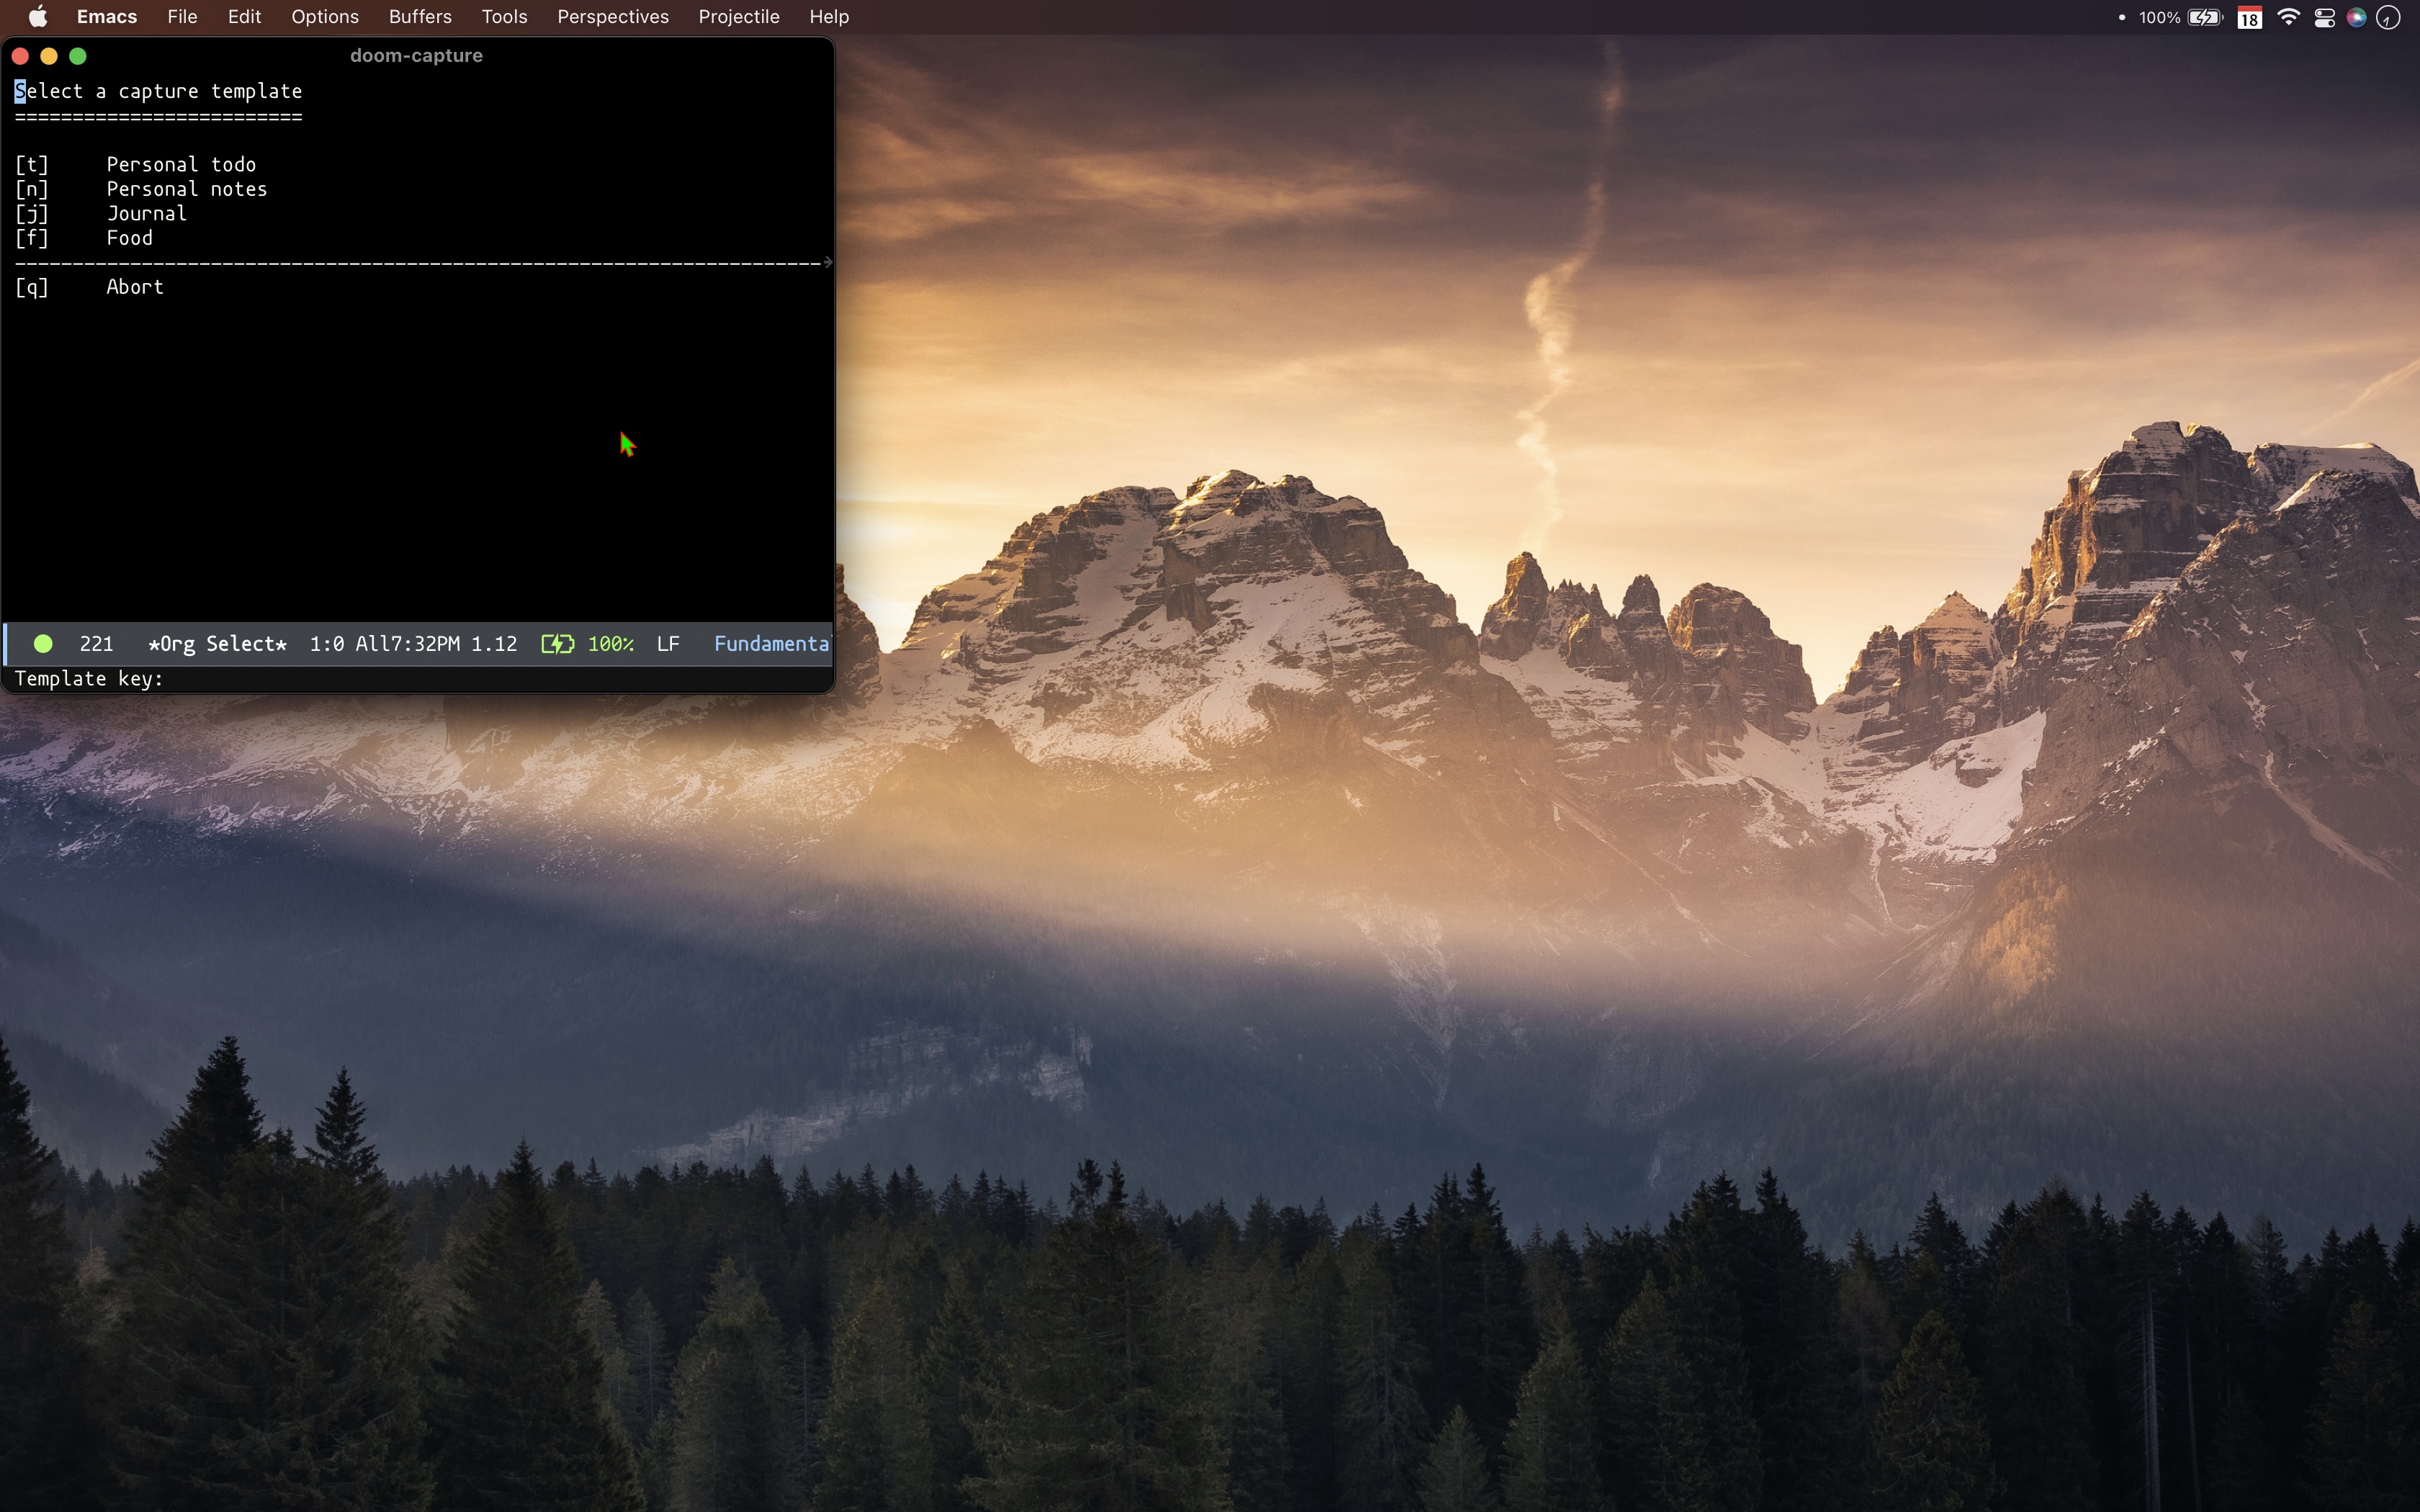 Emacs File Edit Options Buffers Tools Perspectives Projectile Help 100% 18
doom-capture
Select a capture template
=========================
[t]     Personal todo
[n]     Personal notes
[j]     Journal
[f]     Food
----------------------------------------------------------------------
[q]     Abort
221 *Org Select* 1:0 All7:32PM 1.12 100% LF Fundamenta
Template key: